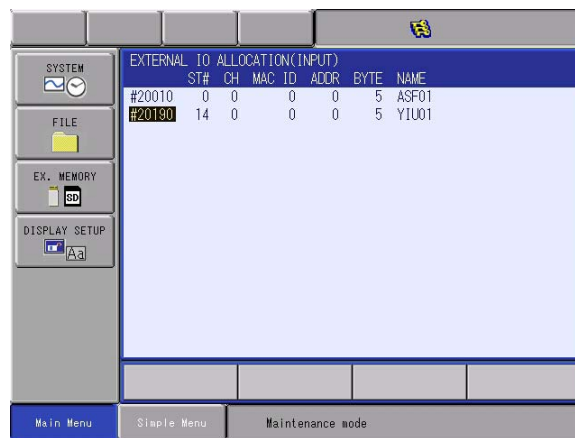 SYSTEM
FILE
EX. MEMORY
SD
DISPLAY SETUP
Aa
EXTERNAL IO ALLOCATION(INPUT)
ST# CH MAC ID ADDR BYTE NAME
#20010 0 0 0 0 5 ASF01
#20190 14 0 0 0 5 YIU01
Main Menu
Simple Menu
Maintenance mode